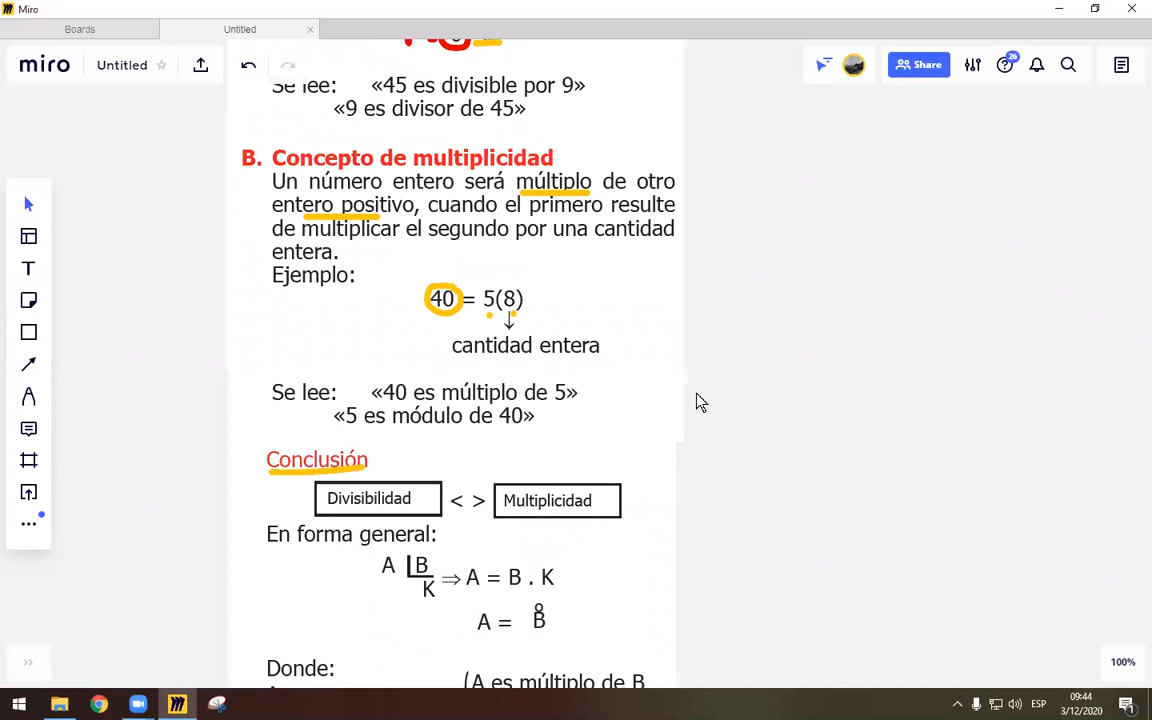 Miro
Boards
Untitled
miro
Untitled
Share
26
Se lee: «45 es divisible por 9»
«9 es divisor de 45»
B. Concepto de multiplicidad
Un número entero será múltiplo de otro
entero positivo, cuando el primero resulte
de multiplicar el segundo por una cantidad
entera.
Ejemplo:
40 = 5(8)
↓
cantidad entera
Se lee: «40 es múltiplo de 5»
«5 es módulo de 40»
Conclusión
Divisibilidad < > Multiplicidad
En forma general:
A B
K ⇒ A = B . K
o
A = B
Donde:
(A es múltiplo de B
100%
ESP
09:44
3/12/2020
1